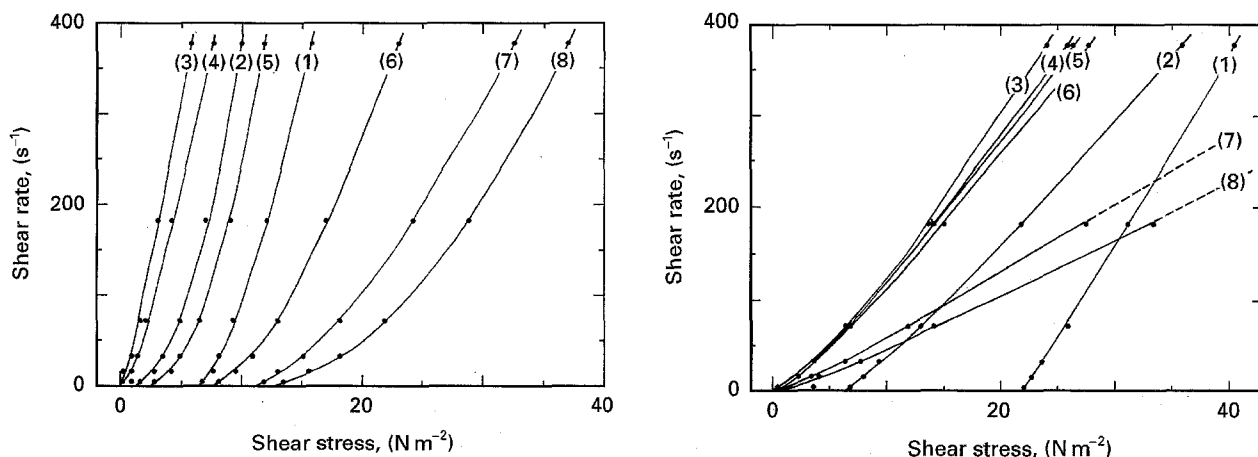 400
(3) (4) (2) (5) (1) (6) (7) (8)
200
0
0 10 20 30 40
Shear rate, (s⁻¹)
Shear stress, (N m⁻²)
400
(3)
(4)
(5)
(6)
(2)
(1)
(7)
(8)
200
0
0 20 40
Shear rate, (s⁻¹)
Shear stress, (N m⁻²)